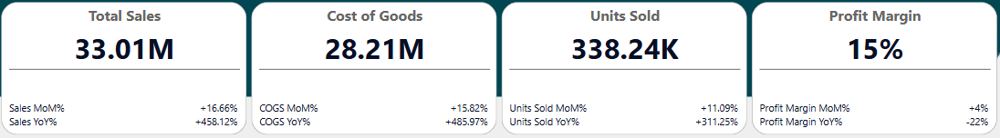 Total Sales
33.01M
Sales MoM% +16.66%
Sales YoY% +458.12%
Cost of Goods
28.21M
COGS MoM% +15.82%
COGS YoY% +485.97%
Units Sold
338.24K
Units Sold MoM% +11.09%
Units Sold YoY% +311.25%
Profit Margin
15%
Profit Margin MoM% +4%
Profit Margin YoY% -22%